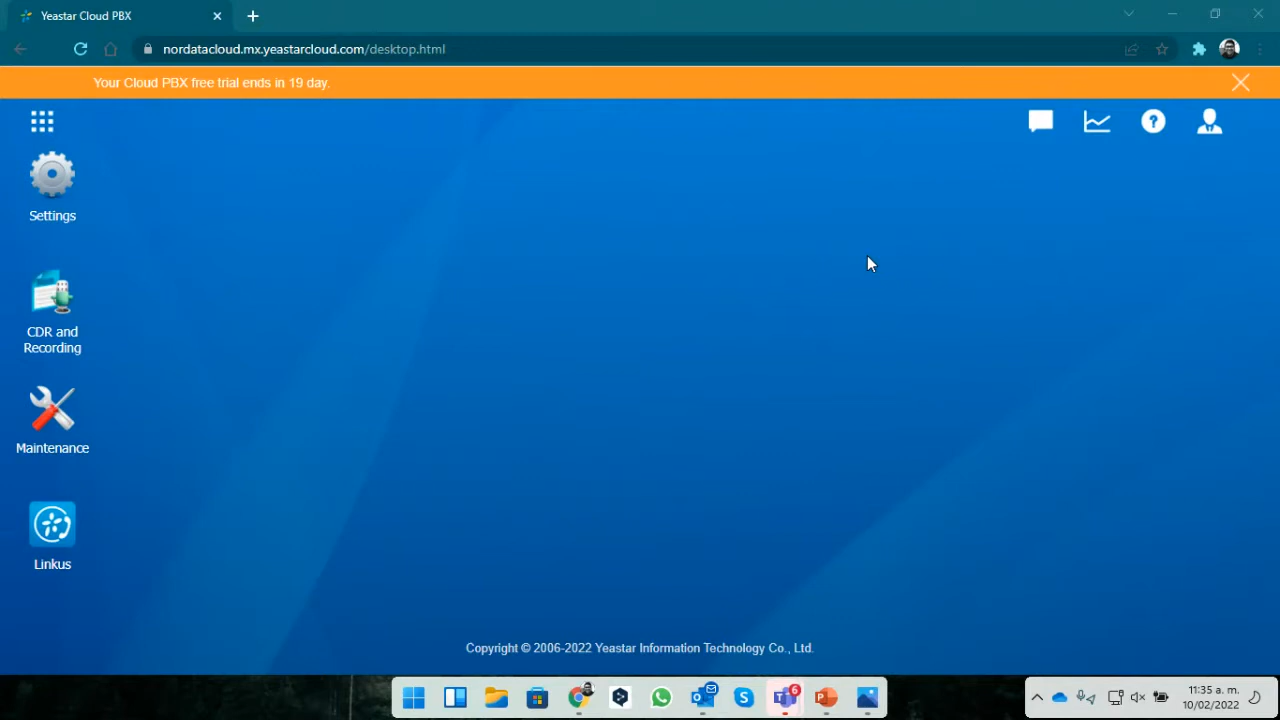 Yeastar Cloud PBX
nordatacloud.mx.yeastarcloud.com/desktop.html
Your Cloud PBX free trial ends in 19 day.
Settings
CDR and
Recording
Maintenance
Linkus
Copyright © 2006-2022 Yeastar Information Technology Co., Ltd.
6
11:35 a. m.
10/02/2022